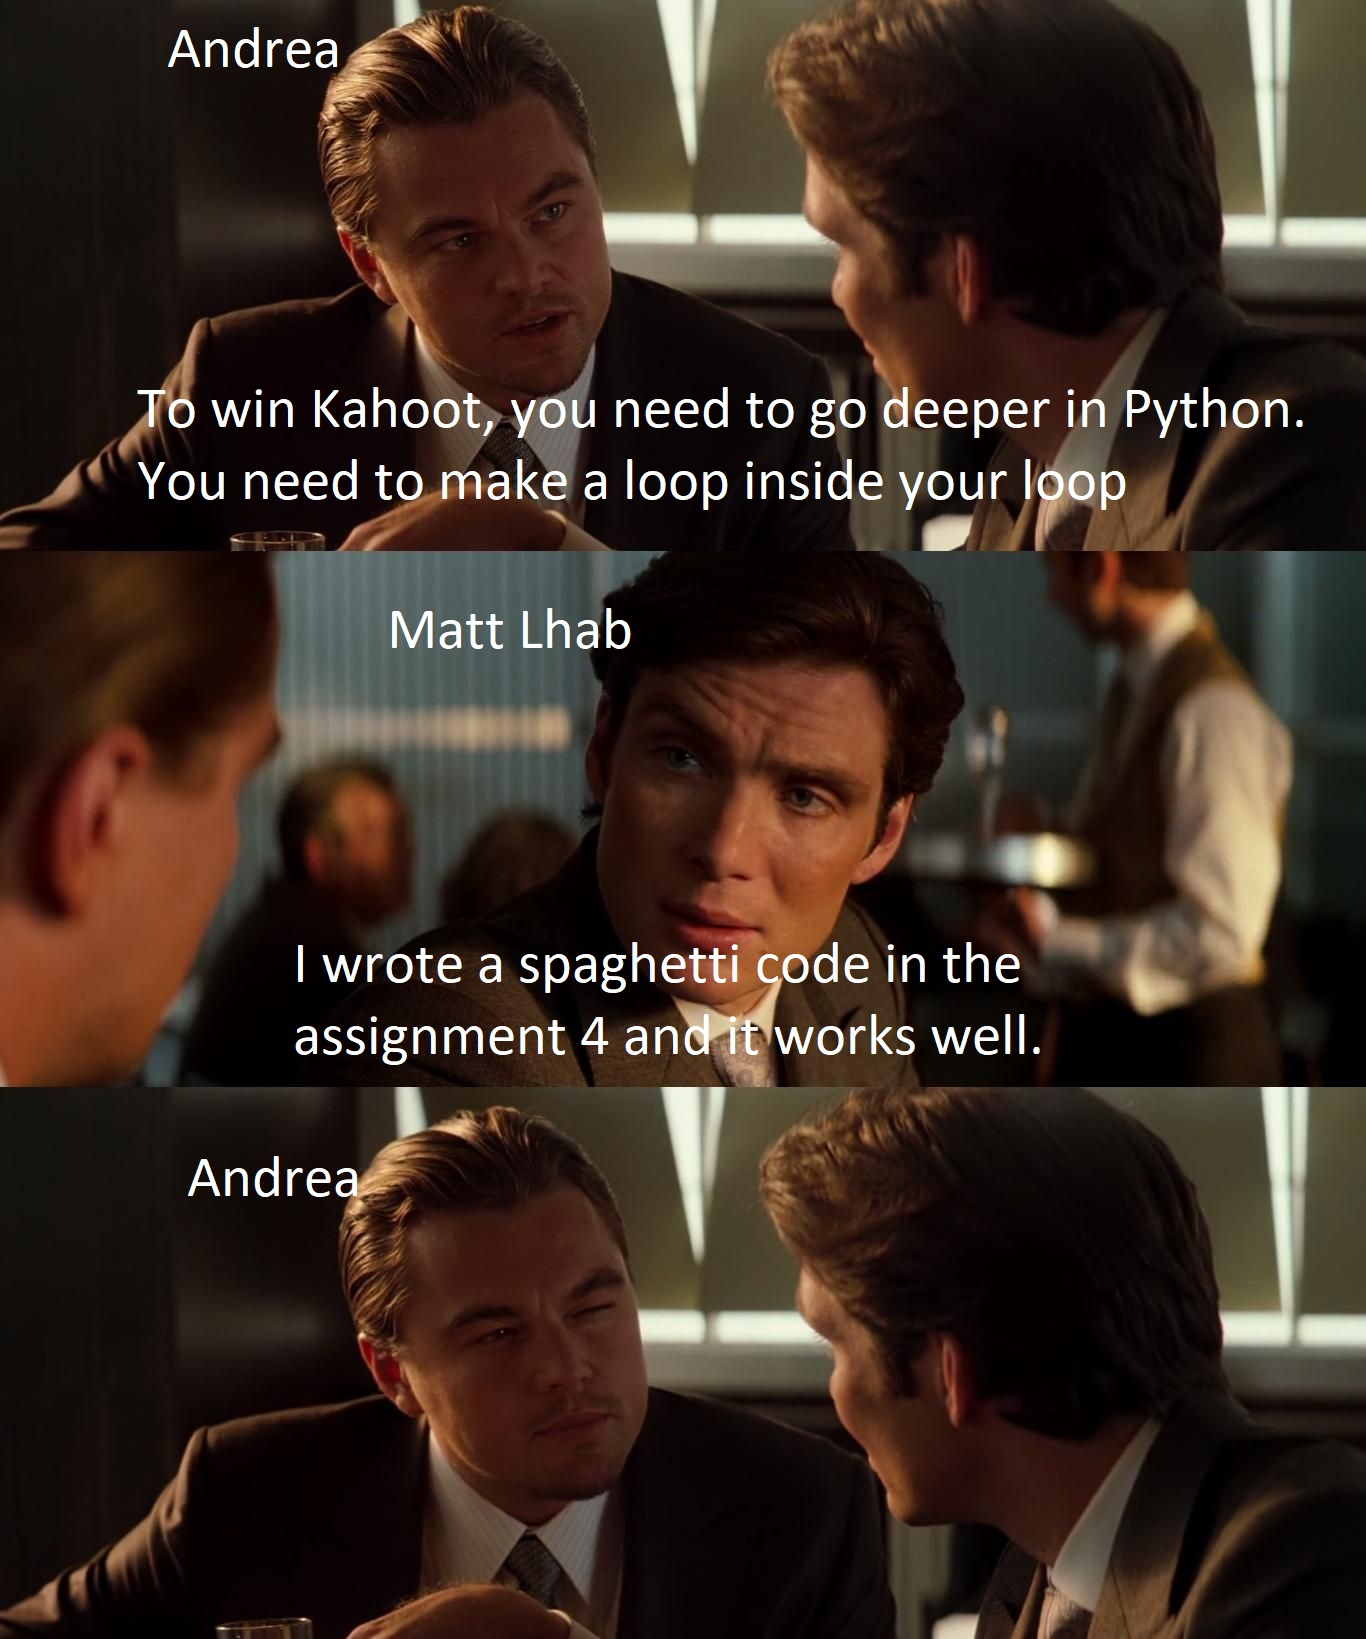 Andrea
To win Kahoot, you need to go deeper in Python.
You need to make a loop inside your loop
Matt Lhab
I wrote a spaghetti code in the
assignment 4 and it works well.
Andrea